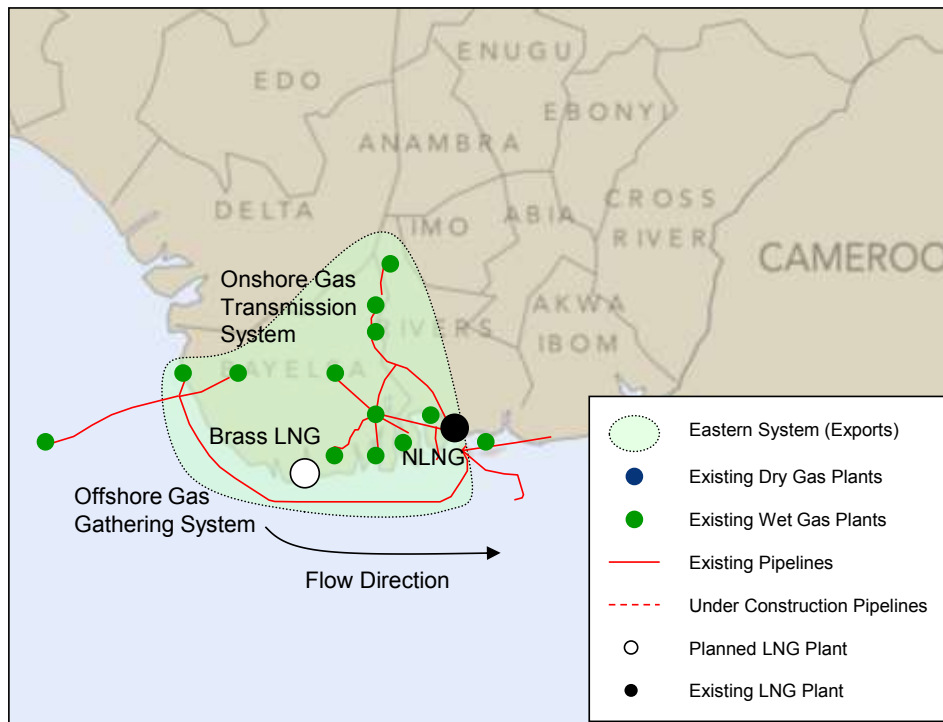 ENUGU
EDO
EBONYI
ANAMBRA
CROSS
RIVER
DELTA
ABIA
IMO
CAMEROO
Onshore Gas
Transmission
System
AKWA
IBOM
RIVERS
BAYELSA
Brass LNG
NLNG
Offshore Gas
Gathering System
Flow Direction
Eastern System (Exports)
Existing Dry Gas Plants
Existing Wet Gas Plants
Existing Pipelines
Under Construction Pipelines
Planned LNG Plant
Existing LNG Plant